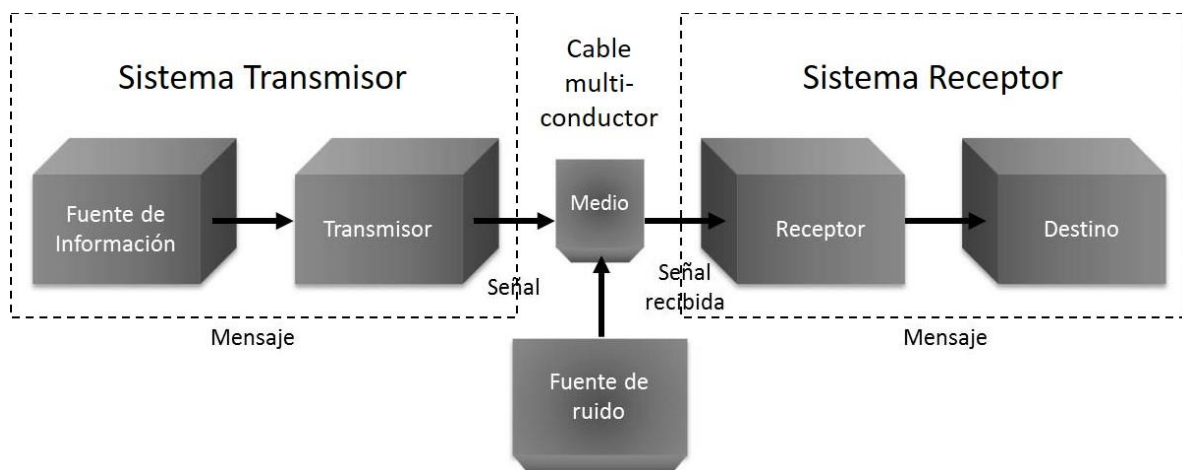 Sistema Transmisor
Cable
multi-
conductor
Sistema Receptor
Fuente de
Información
Transmisor
Medio
Receptor
Destino
Señal
Señal
recibida
Mensaje
Mensaje
Fuente de
ruido